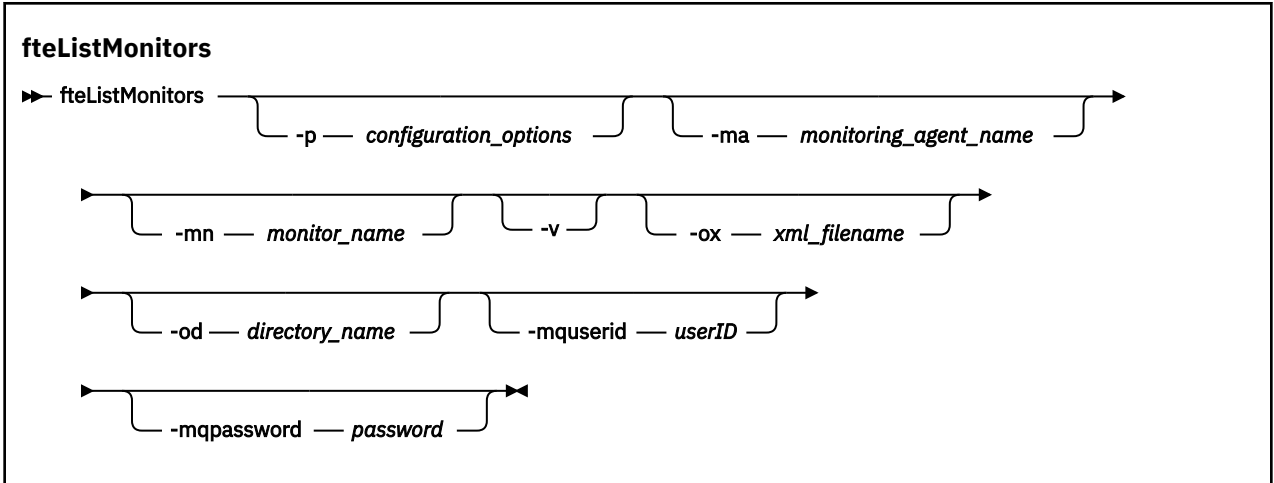 fteListMonitors
fteListMonitors
-p configuration_options -ma monitoring_agent_name
-mn monitor_name -v -ox xml_filename
-od directory_name -mquserid userID
-mqpassword password